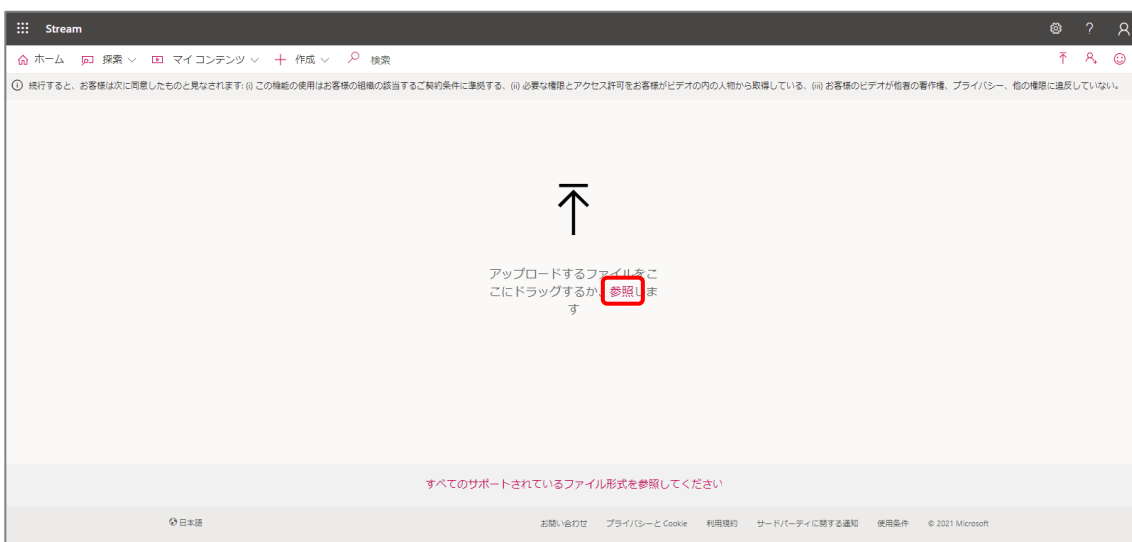 Stream
ホーム 探索 マイ コンテンツ 作成 検索
続行すると、お客様は次に同意したものと見なされます: (i) この機能の使用はお客様の組織の該当するご契約条件に準拠する、(ii) 必要な権限とアクセス許可をお客様がビデオの内の人物から取得している、(iii) お客様のビデオが他者の著作権、プライバシー、他の権限に違反していない。
アップロードするファイルをこ
こにドラッグするか、参照しま
す
すべてのサポートされているファイル形式を参照してください
日本語 お問い合わせ プライバシーと Cookie 利用規約 サードパーティに関する通知 使用条件 © 2021 Microsoft